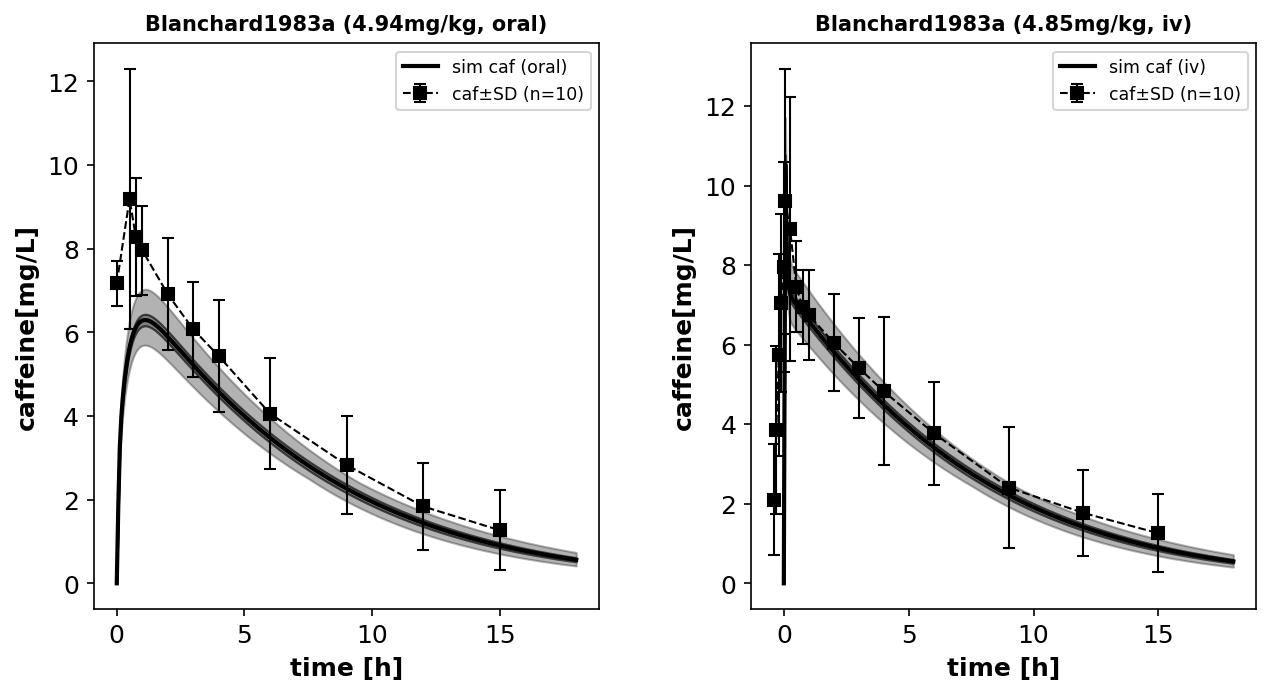 Blanchard1983a (4.94mg/kg, oral)
sim caf (oral)
caf±SD (n=10)
12
10
8
6
4
2
0
caffeine[mg/L]
0 5 10 15
time [h]
Blanchard1983a (4.85mg/kg, iv)
sim caf (iv)
caf±SD (n=10)
12
10
8
6
4
2
0
caffeine[mg/L]
0 5 10 15
time [h]